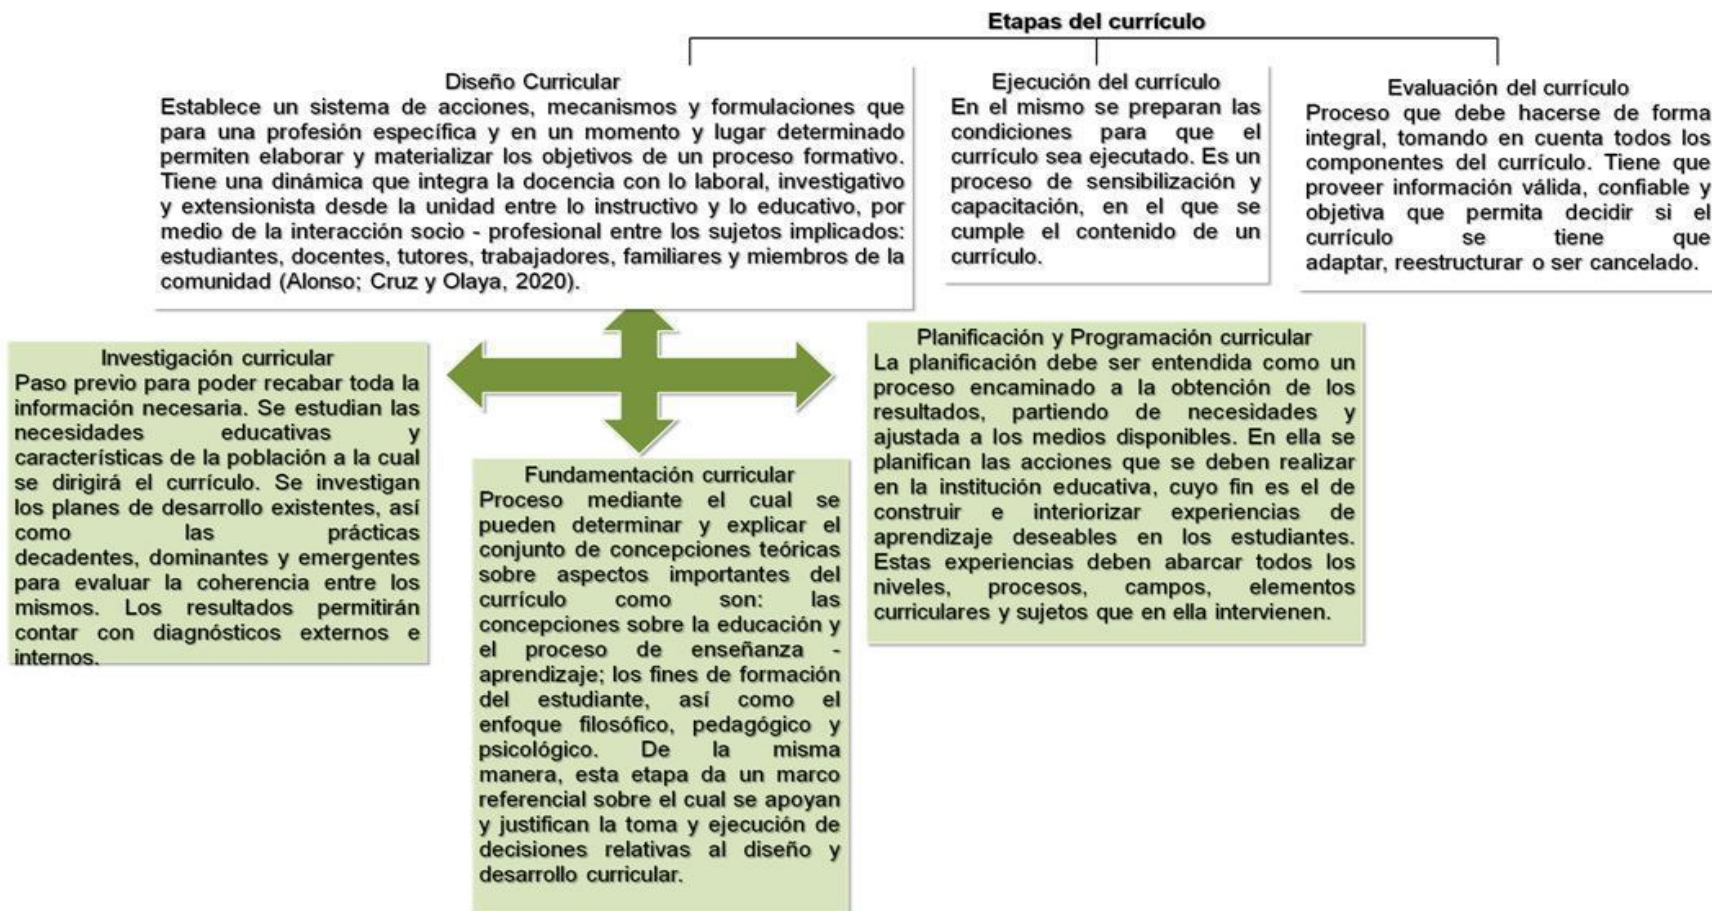 Etapas del currículo
Diseño Curricular
Establece un sistema de acciones, mecanismos y formulaciones que
para una profesión específica y en un momento y lugar determinado
permiten elaborar y materializar los objetivos de un proceso formativo.
Tiene una dinámica que integra la docencia con lo laboral, investigativo
y extensionista desde la unidad entre lo instructivo y lo educativo, por
medio de la interacción socio - profesional entre los sujetos implicados:
estudiantes, docentes, tutores, trabajadores, familiares y miembros de la
comunidad (Alonso; Cruz y Olaya, 2020).
Ejecución del currículo
En el mismo se preparan las
condiciones para que el
currículo sea ejecutado. Es un
proceso de sensibilización y
capacitación, en el que se
cumple el contenido de un
currículo.
Evaluación del currículo
Proceso que debe hacerse de forma
integral, tomando en cuenta todos los
componentes del currículo. Tiene que
proveer información válida, confiable y
objetiva que permita decidir si el
currículo se tiene que
adaptar, reestructurar o ser cancelado.
Investigación curricular
Paso previo para poder recabar toda la
información necesaria. Se estudian las
necesidades educativas y
características de la población a la cual
se dirigirá el currículo. Se investigan
los planes de desarrollo existentes, así
como las prácticas
decadentes, dominantes y emergentes
para evaluar la coherencia entre los
mismos. Los resultados permitirán
contar con diagnósticos externos e
internos.
Fundamentación curricular
Proceso mediante el cual se
pueden determinar y explicar el
conjunto de concepciones teóricas
sobre aspectos importantes del
currículo como son: las
concepciones sobre la educación y
el proceso de enseñanza -
aprendizaje; los fines de formación
del estudiante, así como el
enfoque filosófico, pedagógico y
psicológico. De la misma
manera, esta etapa da un marco
referencial sobre el cual se apoyan
y justifican la toma y ejecución de
decisiones relativas al diseño y
desarrollo curricular.
Planificación y Programación curricular
La planificación debe ser entendida como un
proceso encaminado a la obtención de los
resultados, partiendo de necesidades y
ajustada a los medios disponibles. En ella se
planifican las acciones que se deben realizar
en la institución educativa, cuyo fin es el de
construir e interiorizar experiencias de
aprendizaje deseables en los estudiantes.
Estas experiencias deben abarcar todos los
niveles, procesos, campos, elementos
curriculares y sujetos que en ella intervienen.